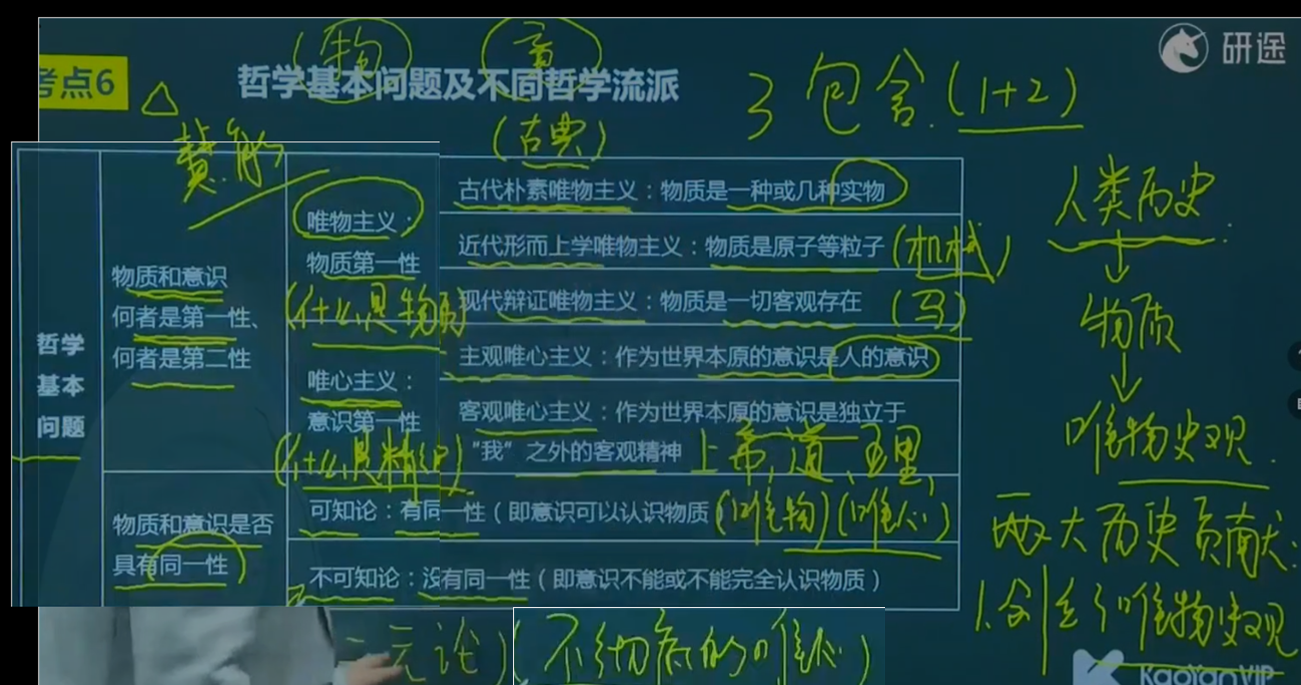 考点6
哲学基本问题及不同哲学流派
研途
(物)
3 包含 (1+2)
(古典)
慧能
哲学
基本
问题
物质和意识
何者是第一性、
何者是第二性
唯物主义：
物质第一性
(什么是物质)
古代朴素唯物主义：物质是一种或几种实物
近代形而上学唯物主义：物质是原子等粒子 (机械)
现代辩证唯物主义：物质是一切客观存在 (马)
唯心主义：
意识第一性
(什么是精神)
主观唯心主义：作为世界本原的意识是人的意识
客观唯心主义：作为世界本原的意识是独立于
“我”之外的客观精神
上帝,道,
物质和意识是否
具有同一性
可知论：有同一性（即意识可以认识物质
(唯物)(唯心)
不可知论：没有同一性（即意识不能或不能完全认识物质）
二元论) (不彻底的唯心)
人类历史
物质
唯物史观
两大历史贡献:
1.创立了唯物史观
KaoYanVIP